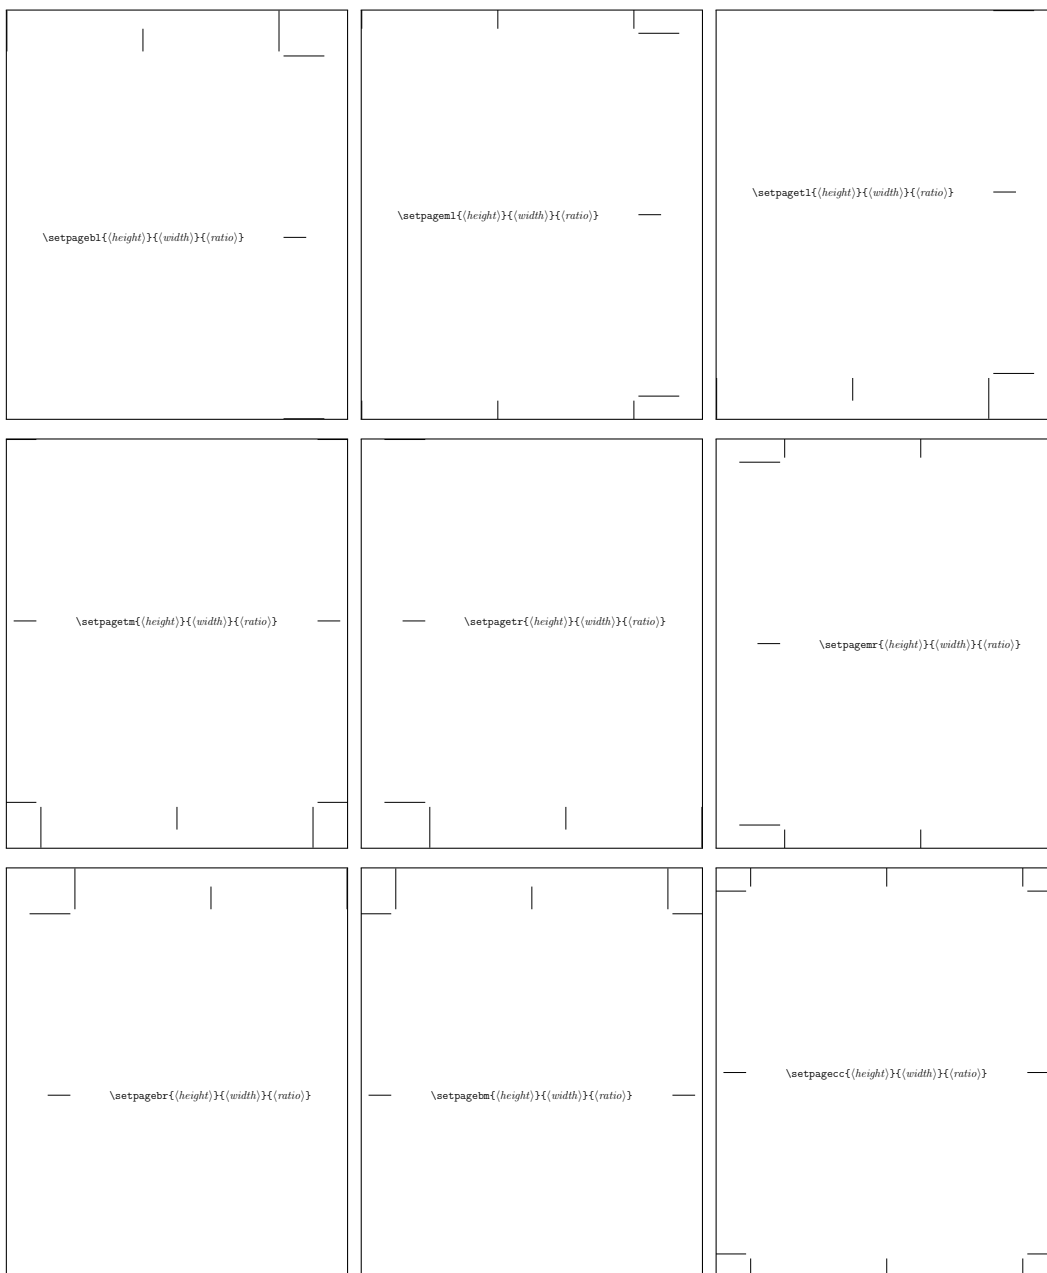 \setpagebl{⟨height⟩}{⟨width⟩}{⟨ratio⟩}
\setpageml{⟨height⟩}{⟨width⟩}{⟨ratio⟩}
\setpagetl{⟨height⟩}{⟨width⟩}{⟨ratio⟩}
\setpagetm{⟨height⟩}{⟨width⟩}{⟨ratio⟩}
\setpagetr{⟨height⟩}{⟨width⟩}{⟨ratio⟩}
\setpagemr{⟨height⟩}{⟨width⟩}{⟨ratio⟩}
\setpagebr{⟨height⟩}{⟨width⟩}{⟨ratio⟩}
\setpagebm{⟨height⟩}{⟨width⟩}{⟨ratio⟩}
\setpagecc{⟨height⟩}{⟨width⟩}{⟨ratio⟩}